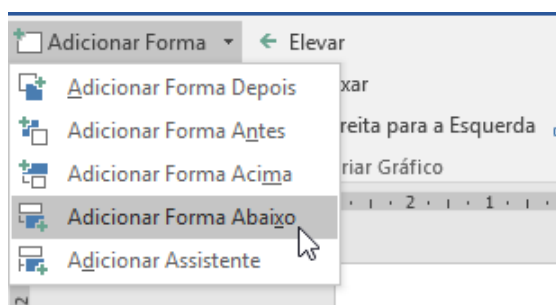 Adicionar Forma
Elevar
Adicionar Forma Depois
xar
Adicionar Forma Antes
reita para a Esquerda
Adicionar Forma Acima
riar Gráfico
Adicionar Forma Abaixo
2 1
Adicionar Assistente
2